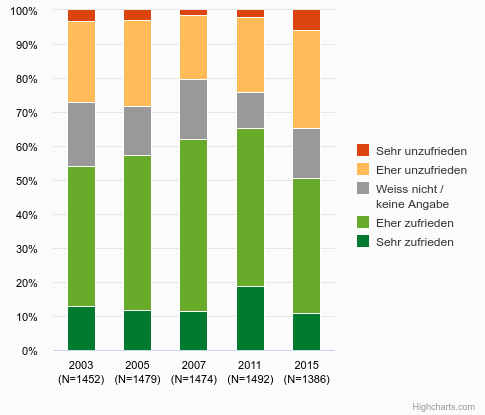 100%
90%
80%
70%
60%
50%
40%
30%
20%
10%
0%
2003
(N=1452)
2005
(N=1479)
2007
(N=1474)
2011
(N=1492)
2015
(N=1386)
Sehr unzufrieden
Eher unzufrieden
Weiss nicht /
keine Angabe
Eher zufrieden
Sehr zufrieden
Highcharts.com